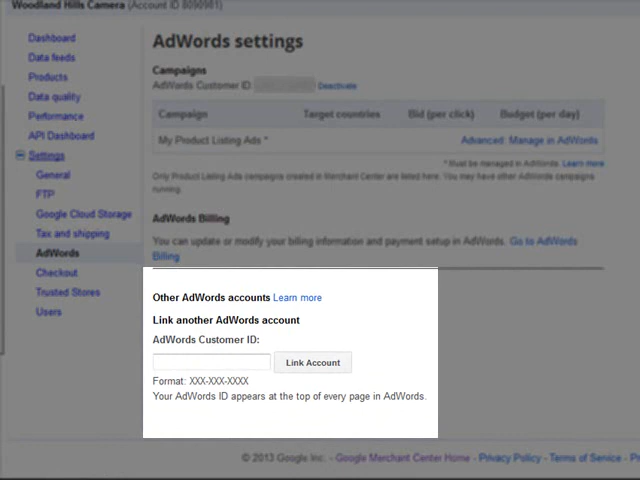 Woodland Hills Camera (Account ID 8090981)
Dashboard
Data feeds
Products
Data quality
Performance
API Dashboard
Settings
General
FTP
Google Cloud Storage
Tax and shipping
AdWords
Checkout
Trusted Stores
Users
AdWords settings
Campaigns
AdWords Customer ID Deactivate
Campaign Target countries Bid (per click) Budget (per day)
My Product Listing Ads * Advanced Manage in AdWords
* Must be managed in AdWords. Learn more
Only Product Listing Ads campaigns created in Merchant Center are listed here. You may have other AdWords campaigns
running.
AdWords Billing
You can update or modify your billing information and payment setup in AdWords. Go to AdWords
Billing
Other AdWords accounts Learn more
Link another AdWords account
AdWords Customer ID:
Link Account
Format: XXX-XXX-XXXX
Your AdWords ID appears at the top of every page in AdWords.
© 2013 Google Inc. - Google Merchant Center Home - Privacy Policy - Terms of Service - Pr